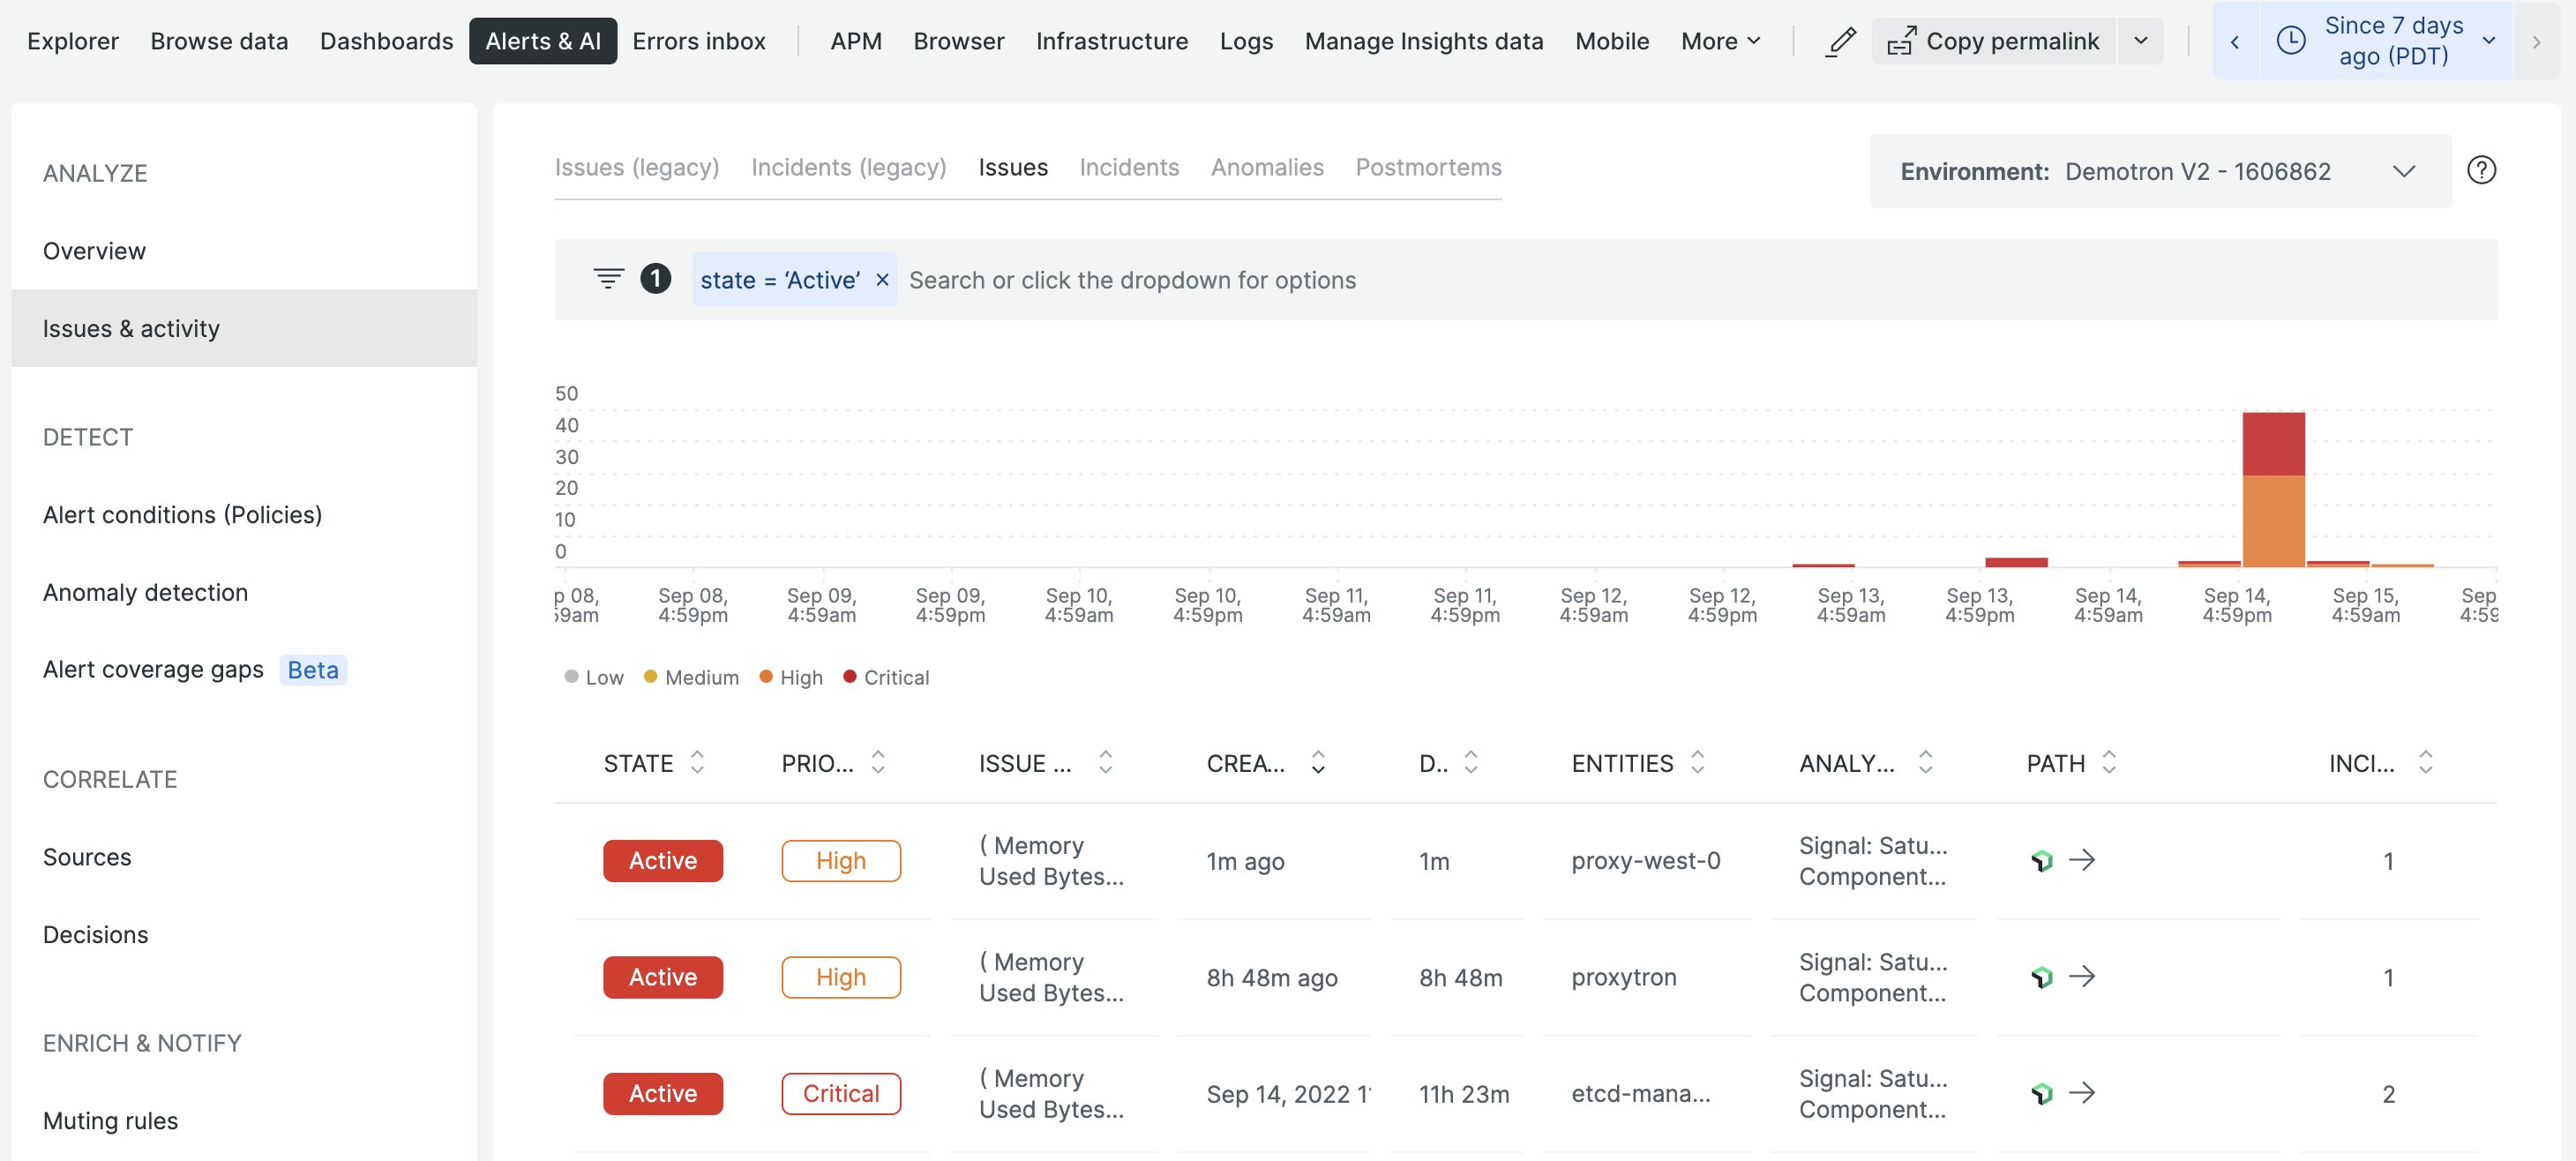 Explorer Browse data Dashboards Alerts & AI Errors inbox APM Browser Infrastructure Logs Manage Insights data Mobile More Copy permalink Since 7 days
ago (PDT)
ANALYZE
Overview
Issues & activity
DETECT
Alert conditions (Policies)
Anomaly detection
Alert coverage gaps Beta
CORRELATE
Sources
Decisions
ENRICH & NOTIFY
Muting rules
Issues (legacy) Incidents (legacy) Issues Incidents Anomalies Postmortems
Environment: Demotron V2 - 1606862
1 state = ‘Active’ × Search or click the dropdown for options
50
40
30
20
10
0
p 08, Sep 08, Sep 09, Sep 09, Sep 10, Sep 10, Sep 11, Sep 11, Sep 12, Sep 12, Sep 13, Sep 13, Sep 14, Sep 14, Sep 15, Sep
59am 4:59pm 4:59am 4:59pm 4:59am 4:59pm 4:59am 4:59pm 4:59am 4:59pm 4:59am 4:59pm 4:59am 4:59pm 4:59am 4:59
Low Medium High Critical
STATE PRIO... ISSUE ... CREA... D.. ENTITIES ANALY... PATH INCI...
Active High ( Memory
Used Bytes... 1m ago 1m proxy-west-0 Signal: Satu...
Component... 1
Active High ( Memory
Used Bytes... 8h 48m ago 8h 48m proxytron Signal: Satu...
Component... 1
Active Critical ( Memory
Used Bytes... Sep 14, 2022 1 11h 23m etcd-mana... Signal: Satu...
Component... 2